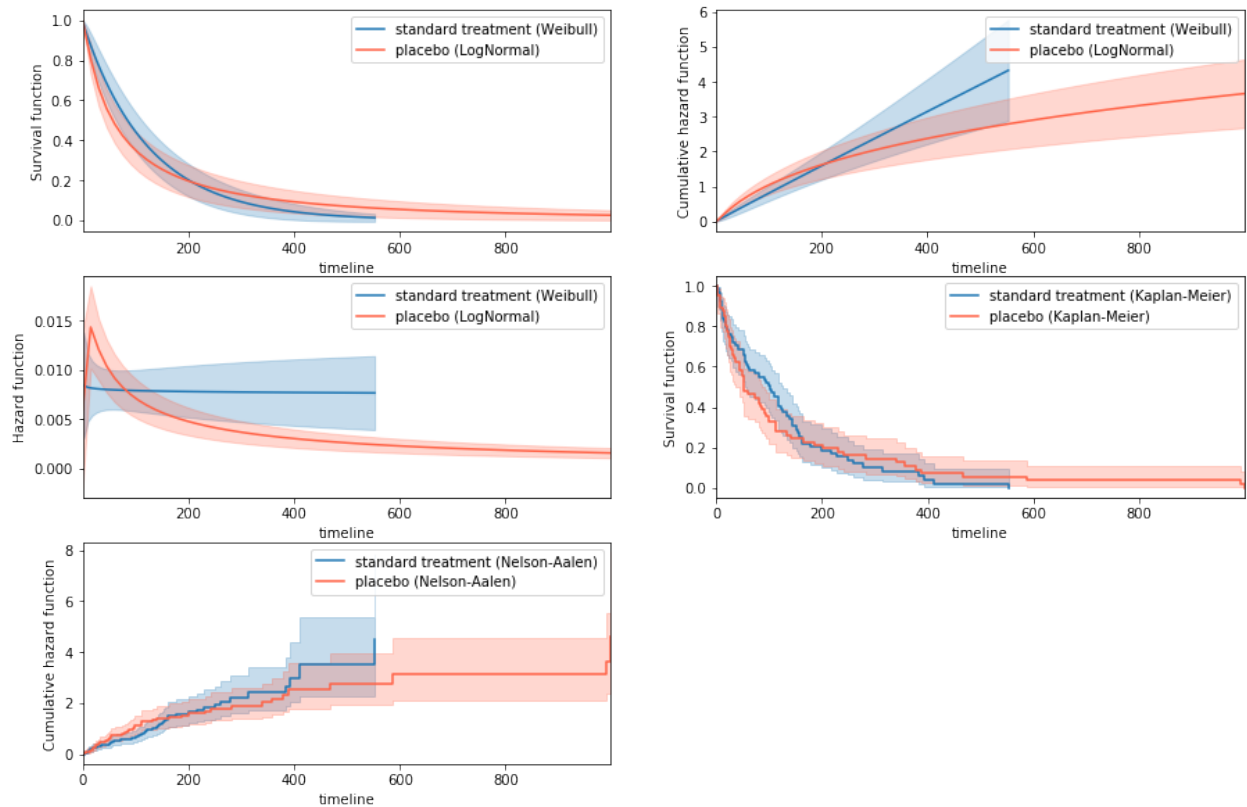 Survival function
1.0
0.8
0.6
0.4
0.2
0.0
standard treatment (Weibull)
placebo (LogNormal)
200
400
600
800
timeline
Cumulative hazard function
6
5
4
3
2
1
0
standard treatment (Weibull)
placebo (LogNormal)
200
400
600
800
timeline
Hazard function
0.015
0.010
0.005
0.000
standard treatment (Weibull)
placebo (LogNormal)
200
400
600
800
timeline
Survival function
1.0
0.8
0.6
0.4
0.2
0.0
standard treatment (Kaplan-Meier)
placebo (Kaplan-Meier)
0
200
400
600
800
timeline
Cumulative hazard function
8
6
4
2
0
standard treatment (Nelson-Aalen)
placebo (Nelson-Aalen)
0
200
400
600
800
timeline